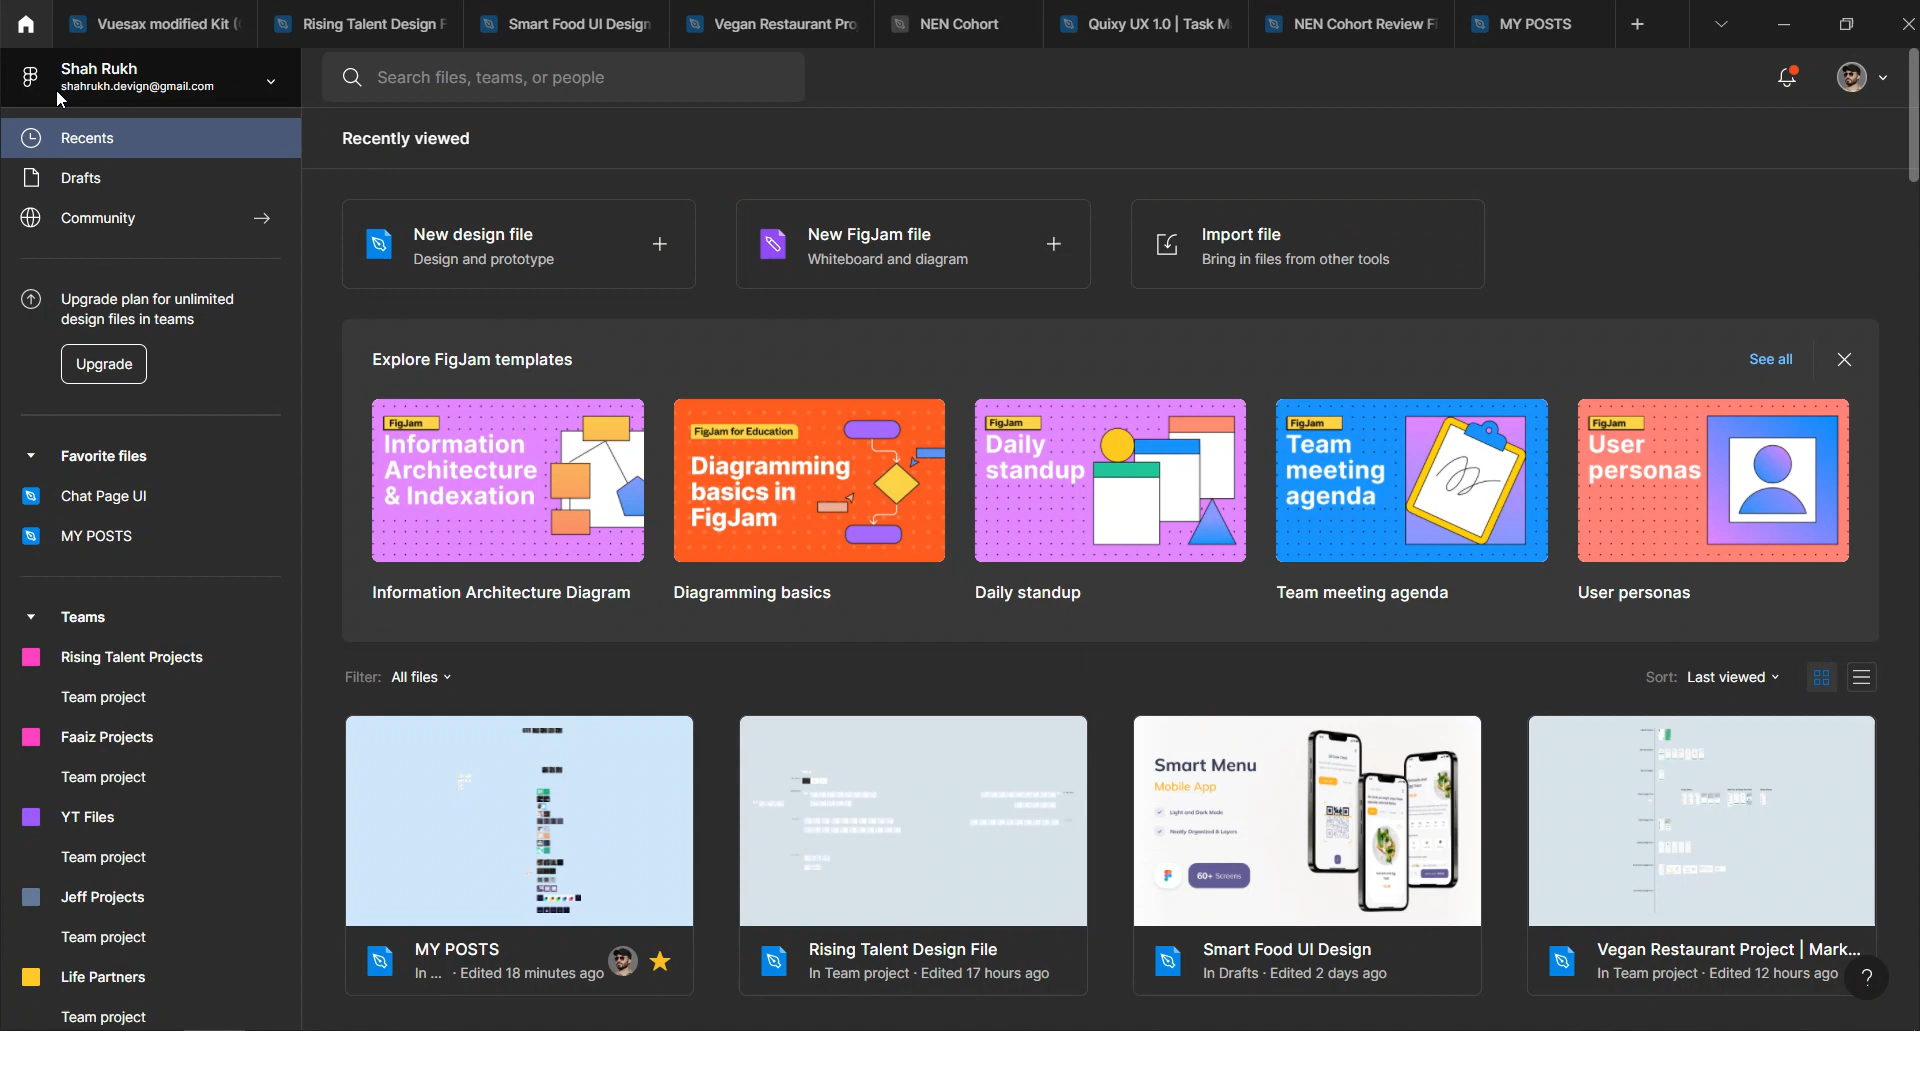 Vuesax modified Kit (
Rising Talent Design F
Smart Food UI Design
Vegan Restaurant Pro
NEN Cohort
Quixy UX 1.0 | Task M
NEN Cohort Review Fi
MY POSTS
Shah Rukh
shahrukh.devign@gmail.com
Search files, teams, or people
Recents
Drafts
Community
Upgrade plan for unlimited
design files in teams
Upgrade
Favorite files
Chat Page UI
MY POSTS
Teams
Rising Talent Projects
Team project
Faaiz Projects
Team project
YT Files
Team project
Jeff Projects
Team project
Life Partners
Team project
Recently viewed
New design file
Design and prototype
New FigJam file
Whiteboard and diagram
Import file
Bring in files from other tools
Explore FigJam templates
See all
FigJam
Information
Architecture
& Indexation
Information Architecture Diagram
FigJam for Education
Diagramming
basics in
FigJam
Diagramming basics
FigJam
Daily
standup
Daily standup
FigJam
Team
meeting
agenda
Team meeting agenda
FigJam
User
personas
User personas
Filter: All files
Sort: Last viewed
MY POSTS
In ... · Edited 18 minutes ago
Rising Talent Design File
In Team project · Edited 17 hours ago
Smart Menu
Mobile App
Light and Dark Mode
Neatly Organized & Layers
60+ Screens
Smart Food UI Design
In Drafts · Edited 2 days ago
Vegan Restaurant Project | Mark...
In Team project · Edited 12 hours ago
?